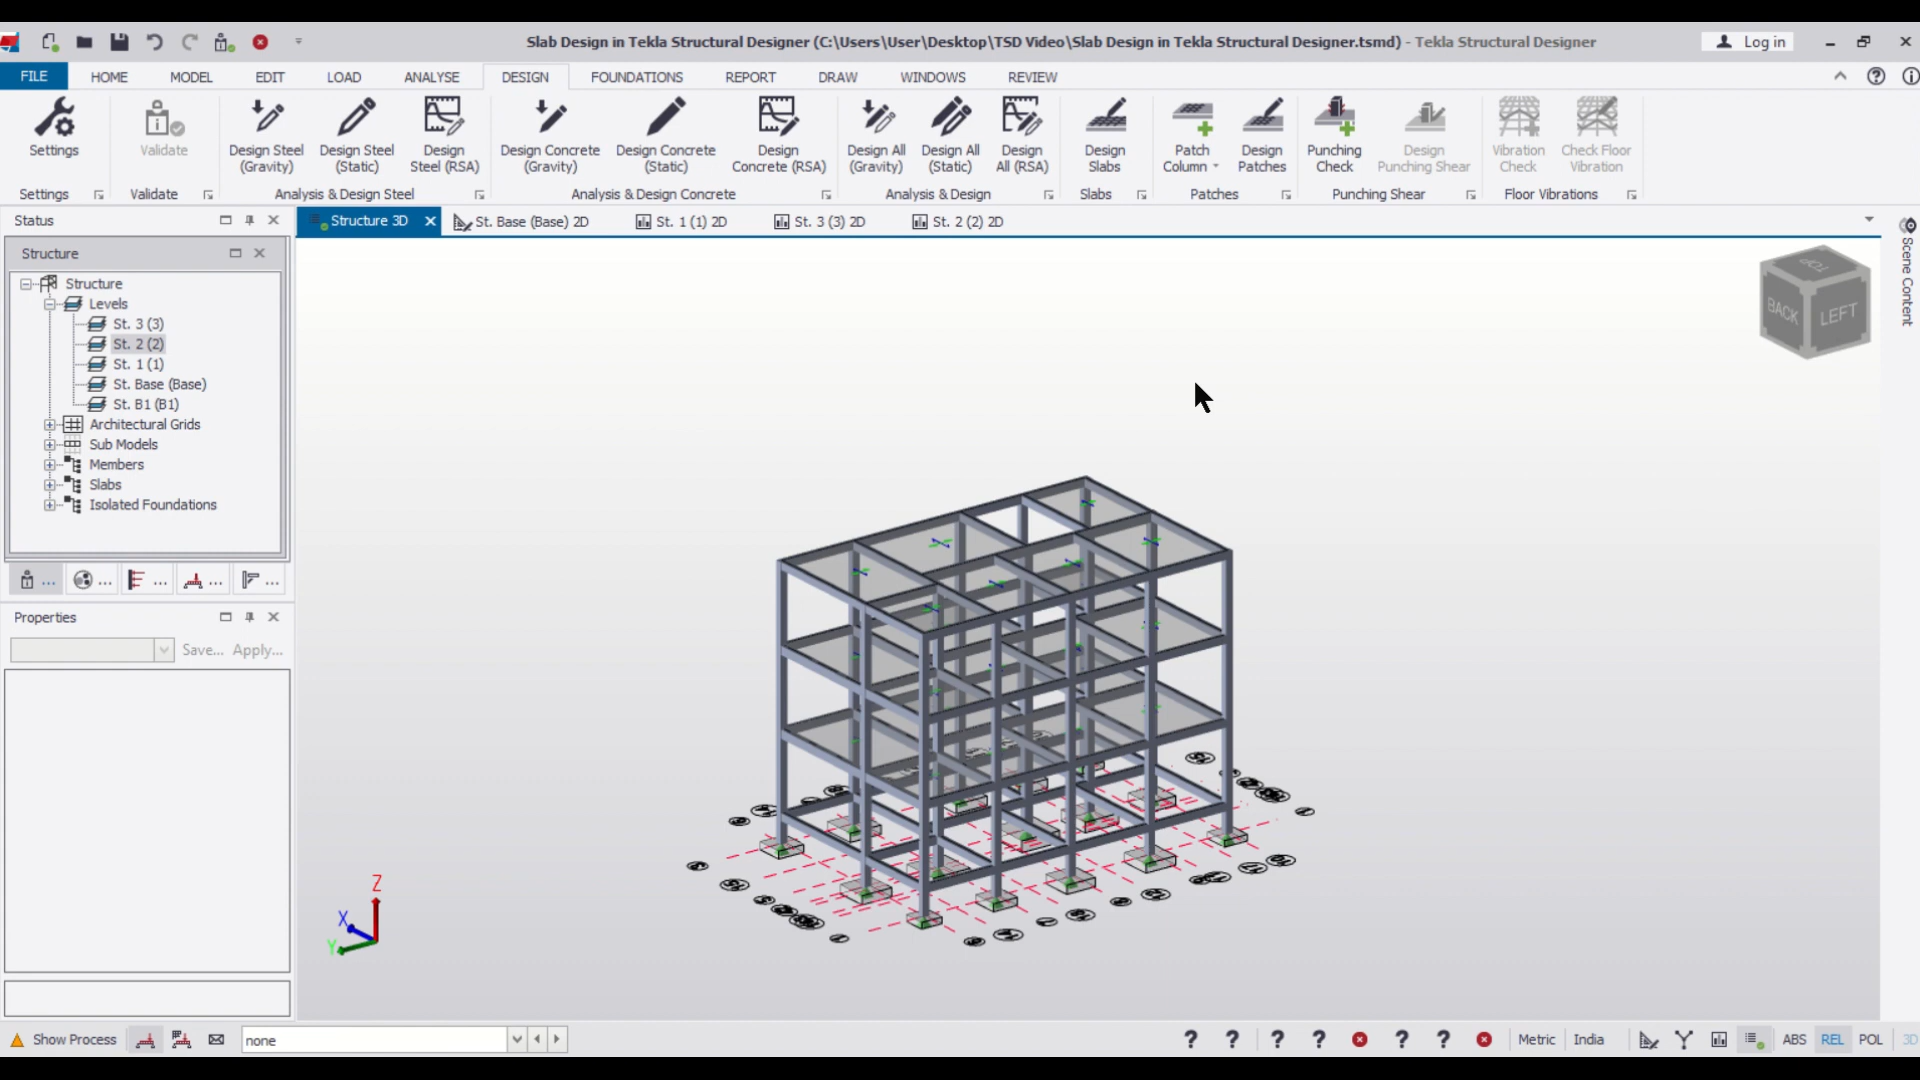 Slab Design in Tekla Structural Designer (C:\Users\User\Desktop\TSD Video\Slab Design in Tekla Structural Designer.tsmd) - Tekla Structural Designer
Log in
FILE HOME MODEL EDIT LOAD ANALYSE DESIGN FOUNDATIONS REPORT DRAW WINDOWS REVIEW
Settings
Validate
Design Steel (Gravity)
Design Steel (Static)
Design Steel (RSA)
Design Concrete (Gravity)
Design Concrete (Static)
Design Concrete (RSA)
Design All (Gravity)
Design All (Static)
Design All (RSA)
Design Slabs
Patch Column
Design Patches
Punching Check
Design Punching Shear
Vibration Check
Check Floor Vibration
Settings Validate Analysis & Design Steel Analysis & Design Concrete Analysis & Design Slabs Patches Punching Shear Floor Vibrations
Status
Structure 3D St. Base (Base) 2D St. 1 (1) 2D St. 3 (3) 2D St. 2 (2) 2D
Scene Content
Structure
Structure
Levels
St. 3 (3)
St. 2 (2)
St. 1 (1)
St. Base (Base)
St. B1 (B1)
Architectural Grids
Sub Models
Members
Slabs
Isolated Foundations
... ... ... ... ...
Properties
Save... Apply...
TOP
BACK LEFT
Z
X
Y
Show Process none ? ? ? ? ? ? Metric India ABS REL POL 3D